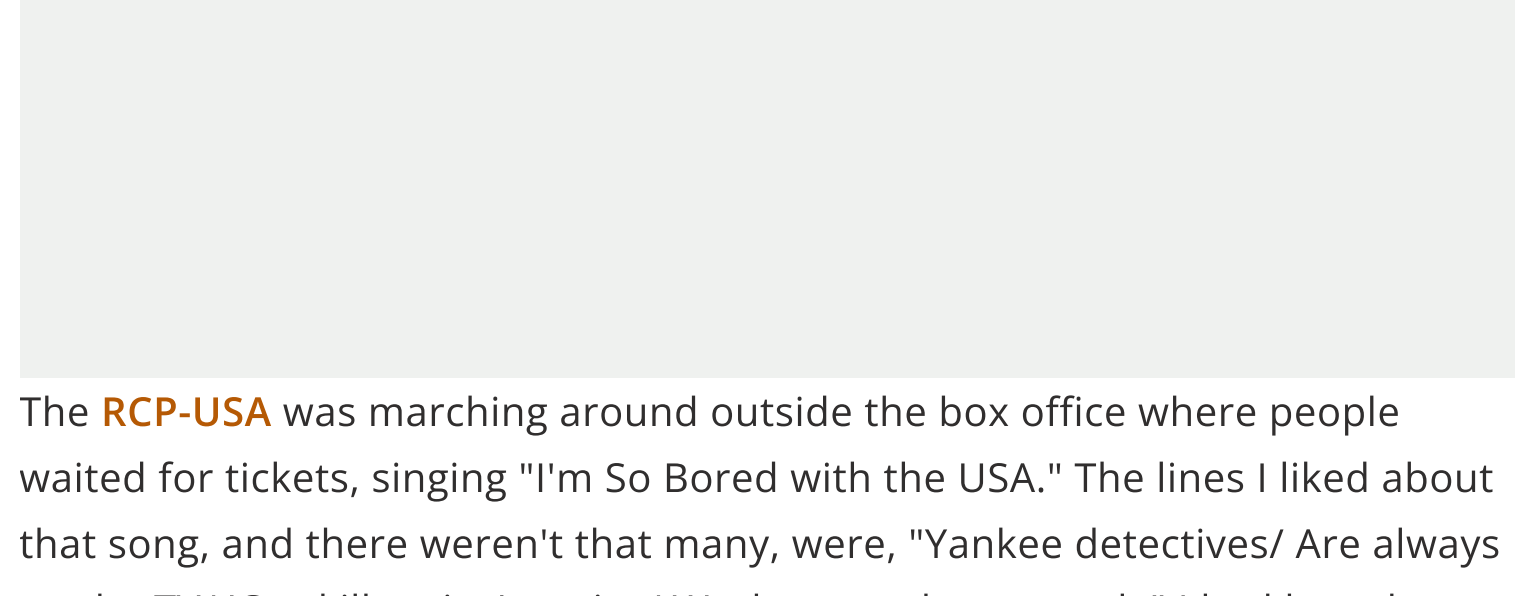 The RCP-USA was marching around outside the box office where people
waited for tickets, singing "I'm So Bored with the USA." The lines I liked about
that song, and there weren't that many, were, "Yankee detectives/ Are always